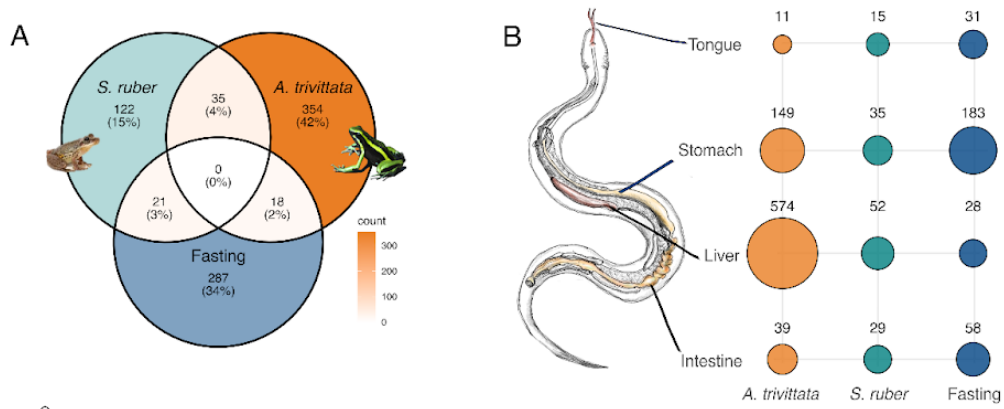 A
S. ruber
122
(15%)
35
(4%)
A. trivittata
354
(42%)
0
(0%)
21
(3%)
18
(2%)
Fasting
287
(34%)
count
300
200
100
0
B
11 15 31
Tongue
149 35 183
Stomach
574 52 28
Liver
39 29 58
Intestine
A. trivittata S. ruber Fasting